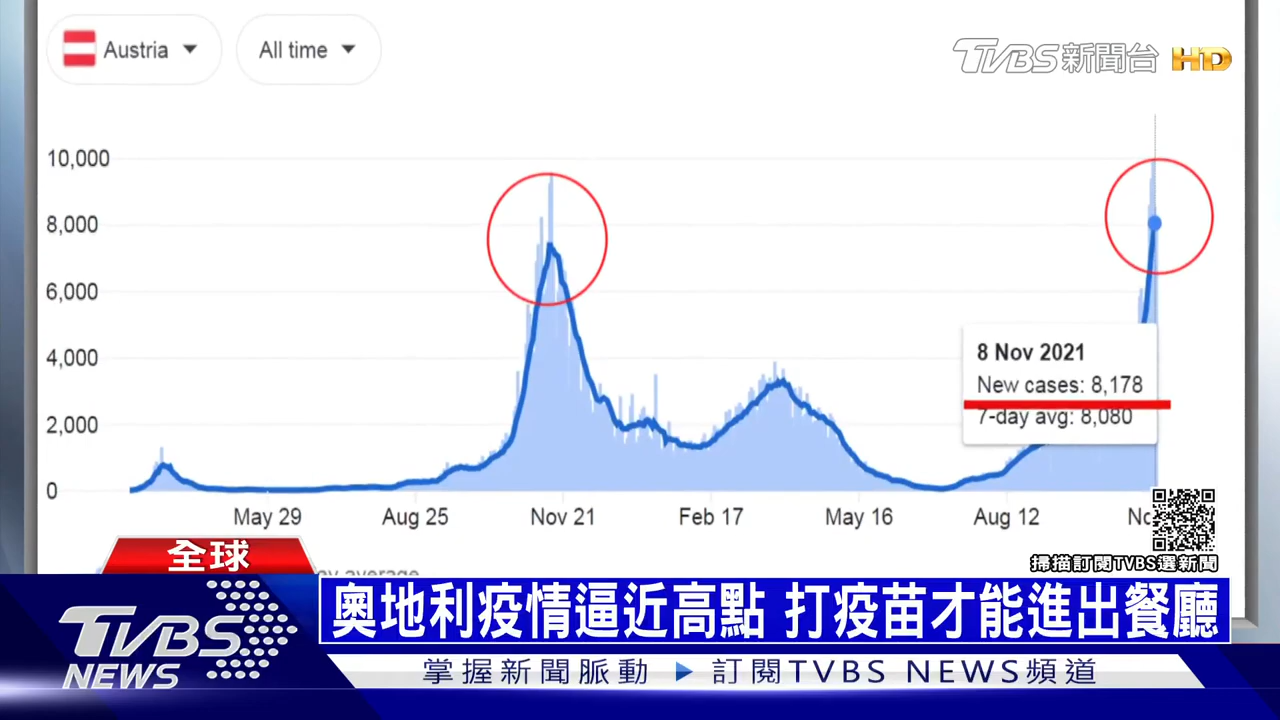 Austria
All time
TVBS新聞台 HD
10,000
8,000
6,000
4,000
2,000
0
8 Nov 2021
New cases: 8,178
7-day avg: 8,080
May 29
Aug 25
Nov 21
Feb 17
May 16
Aug 12
掃描訂閱TVBS選新聞
全球
奧地利疫情逼近高點 打疫苗才能進出餐廳
TVBS
NEWS
掌握新聞脈動 ▶ 訂閱TVBS NEWS頻道